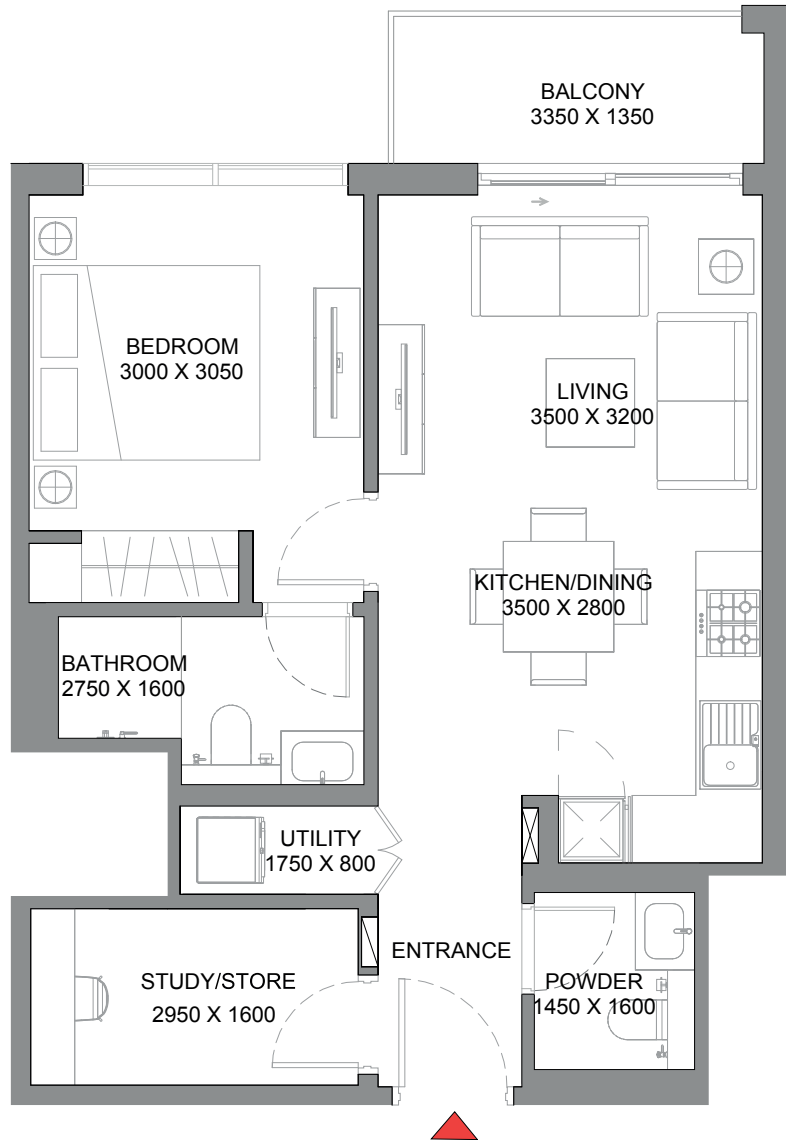 BALCONY
3350 X 1350
BEDROOM
3000 X 3050
LIVING
3500 X 3200
KITCHEN/DINING
3500 X 2800
BATHROOM
2750 X 1600
UTILITY
1750 X 800
ENTRANCE
STUDY/STORE
2950 X 1600
POWDER
1450 X 1600